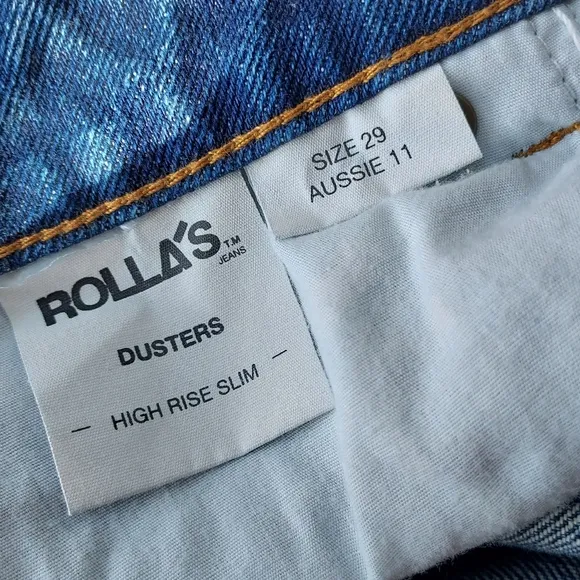 ROLLA'S T.M
JEANS
DUSTERS
— HIGH RISE SLIM —
SIZE 29
AUSSIE 11